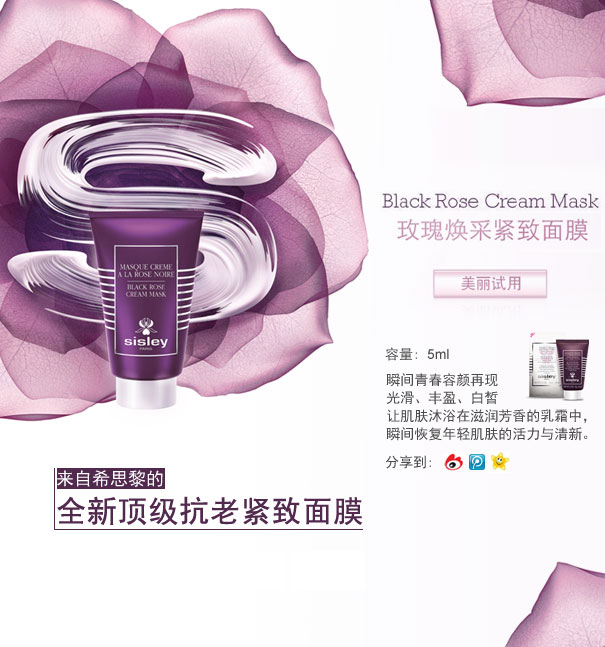 MASQUE CREME
A LA ROSE NOIRE
BLACK ROSE
CREAM MASK
sisley
PARIS
来自希思黎的
全新顶级抗老紧致面膜
Black Rose Cream Mask
玫瑰焕采紧致面膜
美丽试用
容量：5ml
瞬间青春容颜再现
光滑、丰盈、白皙
让肌肤沐浴在滋润芳香的乳霜中，
瞬间恢复年轻肌肤的活力与清新。
分享到：
sisley